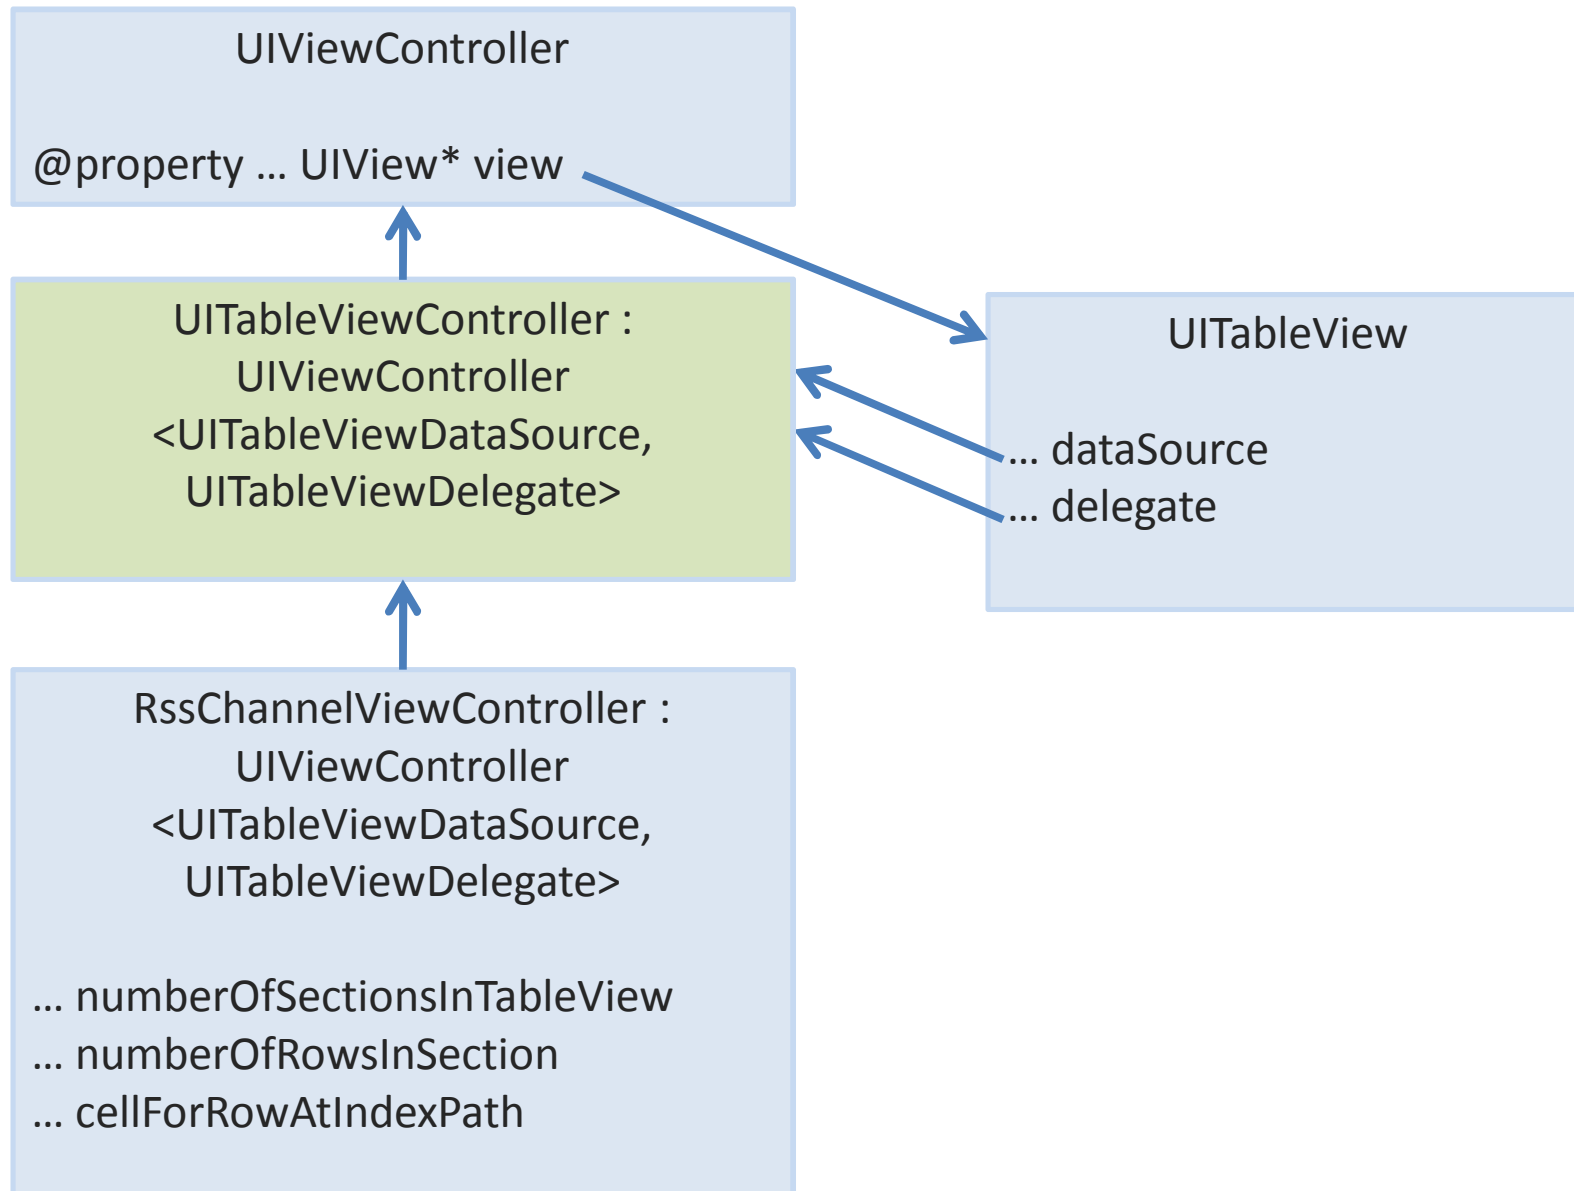 UIViewController
@property … UIView* view
UITableViewController :
UIViewController
<UITableViewDataSource,
UITableViewDelegate>
UITableView
… dataSource
… delegate
RssChannelViewController :
UIViewController
<UITableViewDataSource,
UITableViewDelegate>
… numberOfSectionsInTableView
… numberOfRowsInSection
… cellForRowAtIndexPath